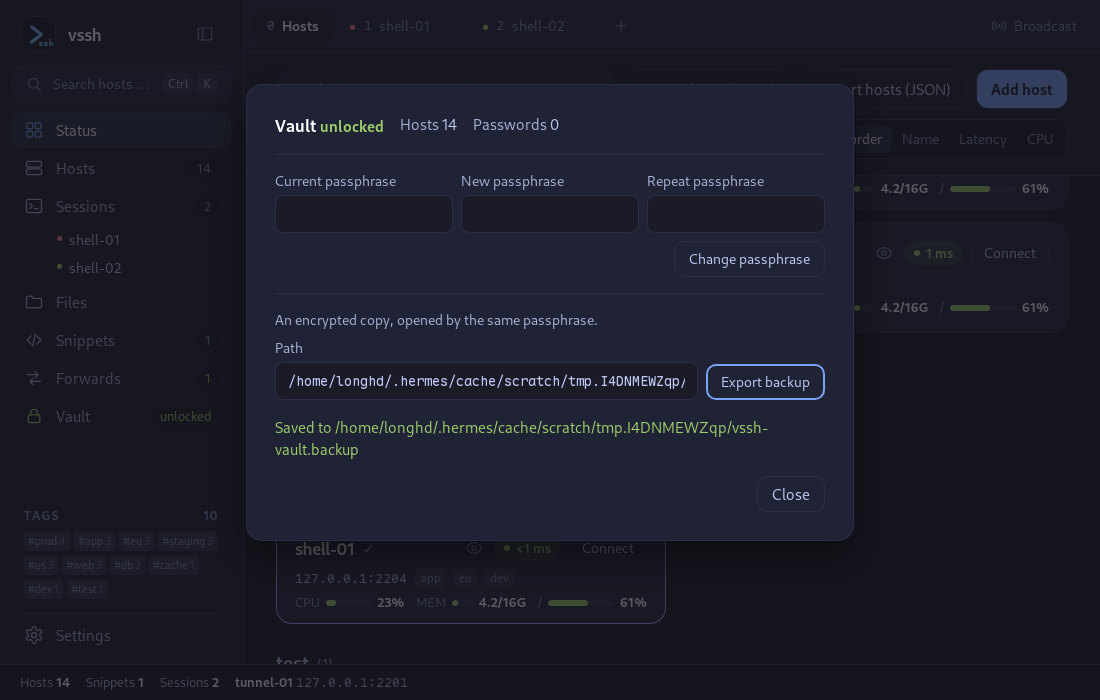 ssh
vssh
0 Hosts
1 shell-01
2 shell-02
Broadcast
Search hosts ... Ctrl K
rt hosts (JSON)
Add host
Status
Hosts 14
Sessions 2
shell-01
shell-02
Files
Snippets 1
Forwards 1
Vault unlocked
TAGS 10
#prod 4 #app 3 #eu 3 #staging 3
#us 3 #web 3 #db 2 #cache 1
#dev 1 #test 1
Settings
order Name Latency CPU
4.2/16G / 61%
1 ms Connect
4.2/16G / 61%
Vault unlocked Hosts 14 Passwords 0
Current passphrase New passphrase Repeat passphrase
Change passphrase
An encrypted copy, opened by the same passphrase.
Path
/home/longhd/.hermes/cache/scratch/tmp.I4DNMEWZqp/ Export backup
Saved to /home/longhd/.hermes/cache/scratch/tmp.I4DNMEWZqp/vssh-
vault.backup
Close
shell-01 ✓ <1 ms Connect
127.0.0.1:2204 app eu dev
CPU 23% MEM 4.2/16G / 61%
test (1)
Hosts 14 Snippets 1 Sessions 2 tunnel-01 127.0.0.1:2201